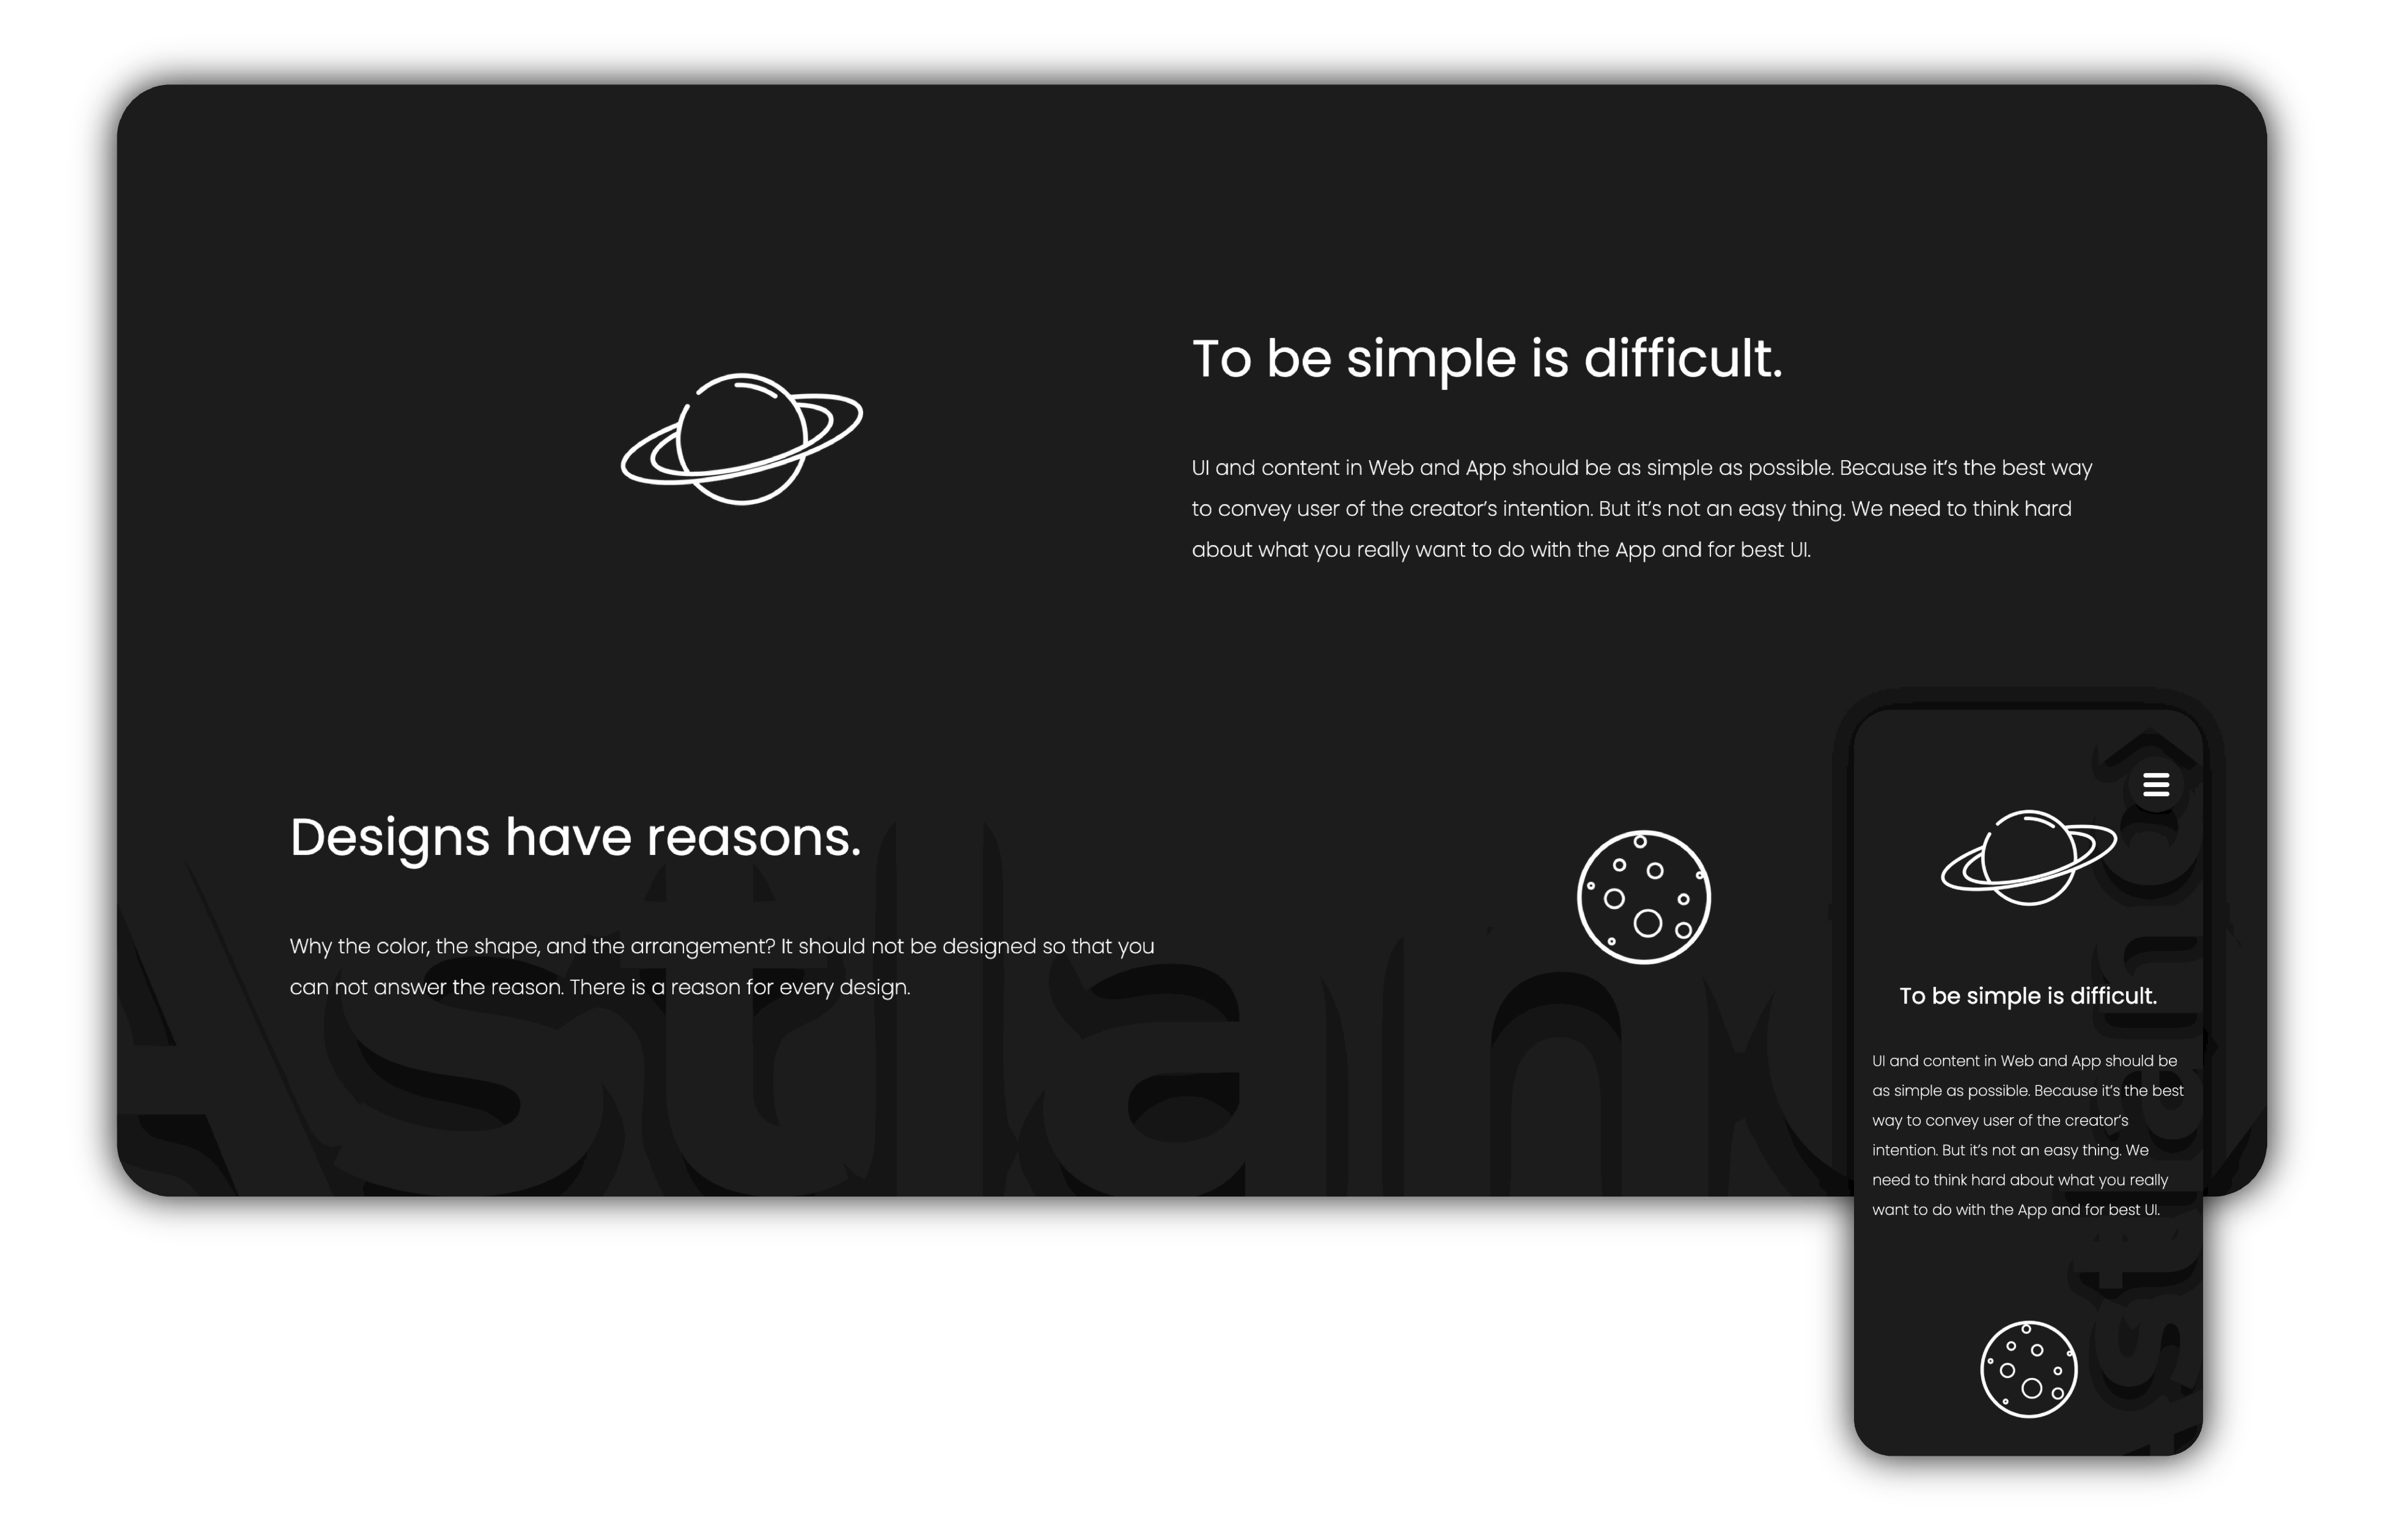 To be simple is difficult.
UI and content in Web and App should be as simple as possible. Because it’s the best way
to convey user of the creator’s intention. But it’s not an easy thing. We need to think hard
about what you really want to do with the App and for best UI.
Designs have reasons.
Why the color, the shape, and the arrangement? It should not be designed so that you
can not answer the reason. There is a reason for every design.
To be simple is difficult.
UI and content in Web and App should be
as simple as possible. Because it’s the best
way to convey user of the creator’s
intention. But it’s not an easy thing. We
need to think hard about what you really
want to do with the App and for best UI.